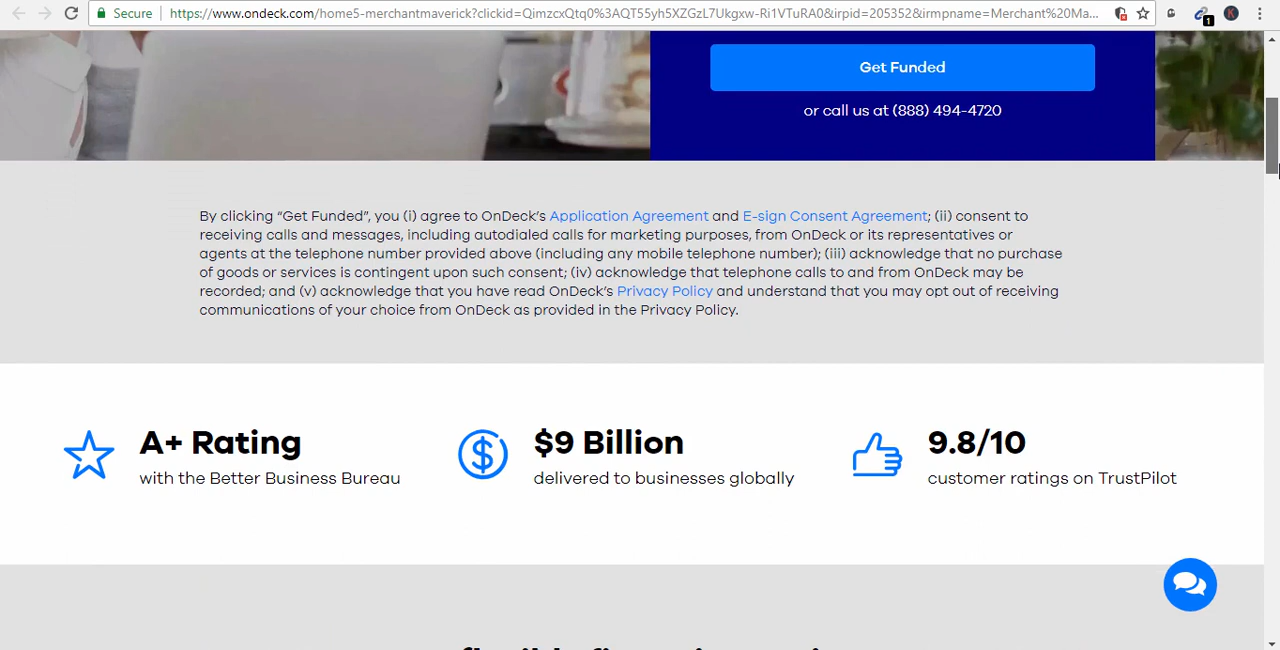 Secure
https://www.ondeck.com/home5-merchantmaverick?clickid=QimzcxQtq0%3AQT55yh5XZGzL7Ukgxw-Ri1VTuRA0&irpid=205352&irmpname=Merchant%20Ma...
1
K
Get Funded
or call us at (888) 494-4720
By clicking “Get Funded”, you (i) agree to OnDeck’s Application Agreement and E-sign Consent Agreement; (ii) consent to
receiving calls and messages, including autodialed calls for marketing purposes, from OnDeck or its representatives or
agents at the telephone number provided above (including any mobile telephone number); (iii) acknowledge that no purchase
of goods or services is contingent upon such consent; (iv) acknowledge that telephone calls to and from OnDeck may be
recorded; and (v) acknowledge that you have read OnDeck’s Privacy Policy and understand that you may opt out of receiving
communications of your choice from OnDeck as provided in the Privacy Policy.
A+ Rating
with the Better Business Bureau
$9 Billion
delivered to businesses globally
9.8/10
customer ratings on TrustPilot